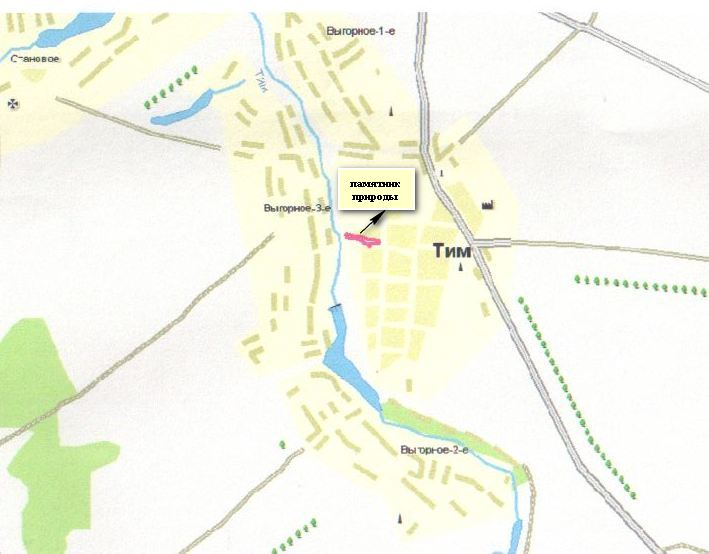 Выгорное-1-е
Становое
Тим
памятник
природы
Выгорное-3-е
Тим
Выгорное-2-е